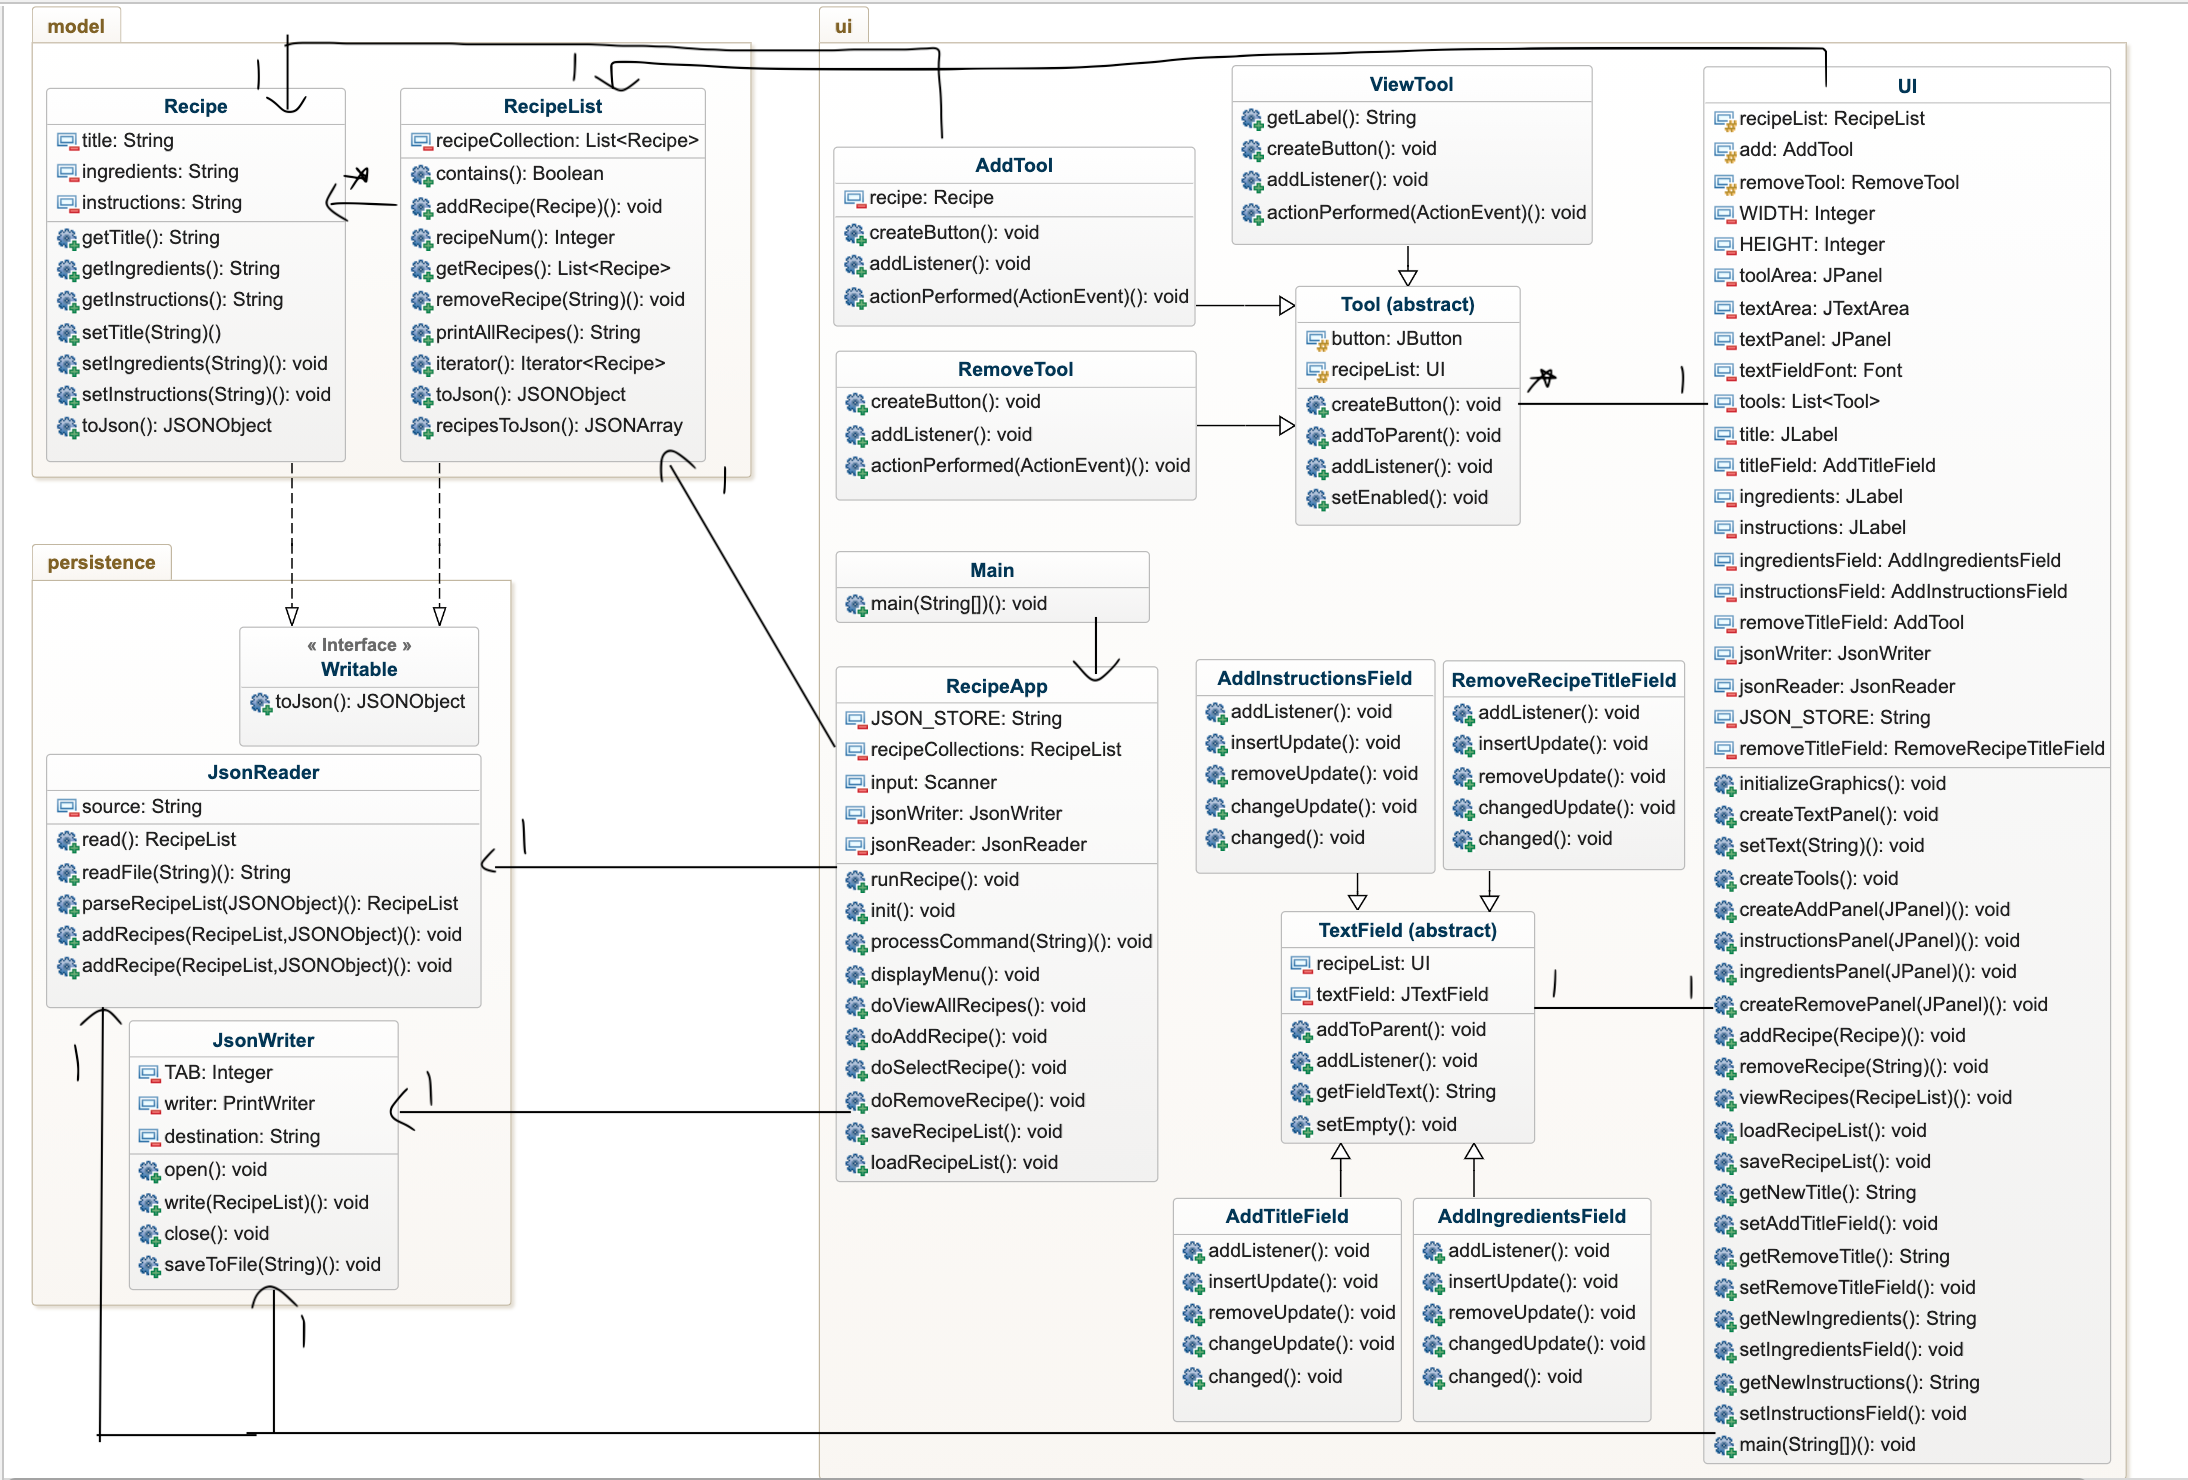 model
1
1
Recipe
title: String
ingredients: String
instructions: String
getTitle(): String
getIngredients(): String
getInstructions(): String
setTitle(String)()
setIngredients(String)(): void
setInstructions(String)(): void
toJson(): JSONObject
*
RecipeList
recipeCollection: List<Recipe>
contains(): Boolean
addRecipe(Recipe)(): void
recipeNum(): Integer
getRecipes(): List<Recipe>
removeRecipe(String)(): void
printAllRecipes(): String
iterator(): Iterator<Recipe>
toJson(): JSONObject
recipesToJson(): JSONArray
1
persistence
« Interface »
Writable
toJson(): JSONObject
JsonReader
source: String
read(): RecipeList
readFile(String)(): String
parseRecipeList(JSONObject)(): RecipeList
addRecipes(RecipeList,JSONObject)(): void
addRecipe(RecipeList,JSONObject)(): void
1
1
JsonWriter
TAB: Integer
writer: PrintWriter
destination: String
open(): void
write(RecipeList)(): void
close(): void
saveToFile(String)(): void
1
1
ui
AddTool
recipe: Recipe
createButton(): void
addListener(): void
actionPerformed(ActionEvent)(): void
RemoveTool
createButton(): void
addListener(): void
actionPerformed(ActionEvent)(): void
ViewTool
getLabel(): String
createButton(): void
addListener(): void
actionPerformed(ActionEvent)(): void
Tool (abstract)
button: JButton
recipeList: UI
createButton(): void
addToParent(): void
addListener(): void
setEnabled(): void
*
1
Main
main(String[])(): void
RecipeApp
JSON_STORE: String
recipeCollections: RecipeList
input: Scanner
jsonWriter: JsonWriter
jsonReader: JsonReader
runRecipe(): void
init(): void
processCommand(String)(): void
displayMenu(): void
doViewAllRecipes(): void
doAddRecipe(): void
doSelectRecipe(): void
doRemoveRecipe(): void
saveRecipeList(): void
loadRecipeList(): void
AddInstructionsField
addListener(): void
insertUpdate(): void
removeUpdate(): void
changeUpdate(): void
changed(): void
RemoveRecipeTitleField
addListener(): void
insertUpdate(): void
removeUpdate(): void
changedUpdate(): void
changed(): void
TextField (abstract)
recipeList: UI
textField: JTextField
addToParent(): void
addListener(): void
getFieldText(): String
setEmpty(): void
1
1
AddTitleField
addListener(): void
insertUpdate(): void
removeUpdate(): void
changeUpdate(): void
changed(): void
AddIngredientsField
addListener(): void
insertUpdate(): void
removeUpdate(): void
changedUpdate(): void
changed(): void
UI
recipeList: RecipeList
add: AddTool
removeTool: RemoveTool
WIDTH: Integer
HEIGHT: Integer
toolArea: JPanel
textArea: JTextArea
textPanel: JPanel
textFieldFont: Font
tools: List<Tool>
title: JLabel
titleField: AddTitleField
ingredients: JLabel
instructions: JLabel
ingredientsField: AddIngredientsField
instructionsField: AddInstructionsField
removeTitleField: AddTool
jsonWriter: JsonWriter
jsonReader: JsonReader
JSON_STORE: String
removeTitleField: RemoveRecipeTitleField
initializeGraphics(): void
createTextPanel(): void
setText(String)(): void
createTools(): void
createAddPanel(JPanel)(): void
instructionsPanel(JPanel)(): void
ingredientsPanel(JPanel)(): void
createRemovePanel(JPanel)(): void
addRecipe(Recipe)(): void
removeRecipe(String)(): void
viewRecipes(RecipeList)(): void
loadRecipeList(): void
saveRecipeList(): void
getNewTitle(): String
setAddTitleField(): void
getRemoveTitle(): String
setRemoveTitleField(): void
getNewIngredients(): String
setIngredientsField(): void
getNewInstructions(): String
setInstructionsField(): void
main(String[])(): void